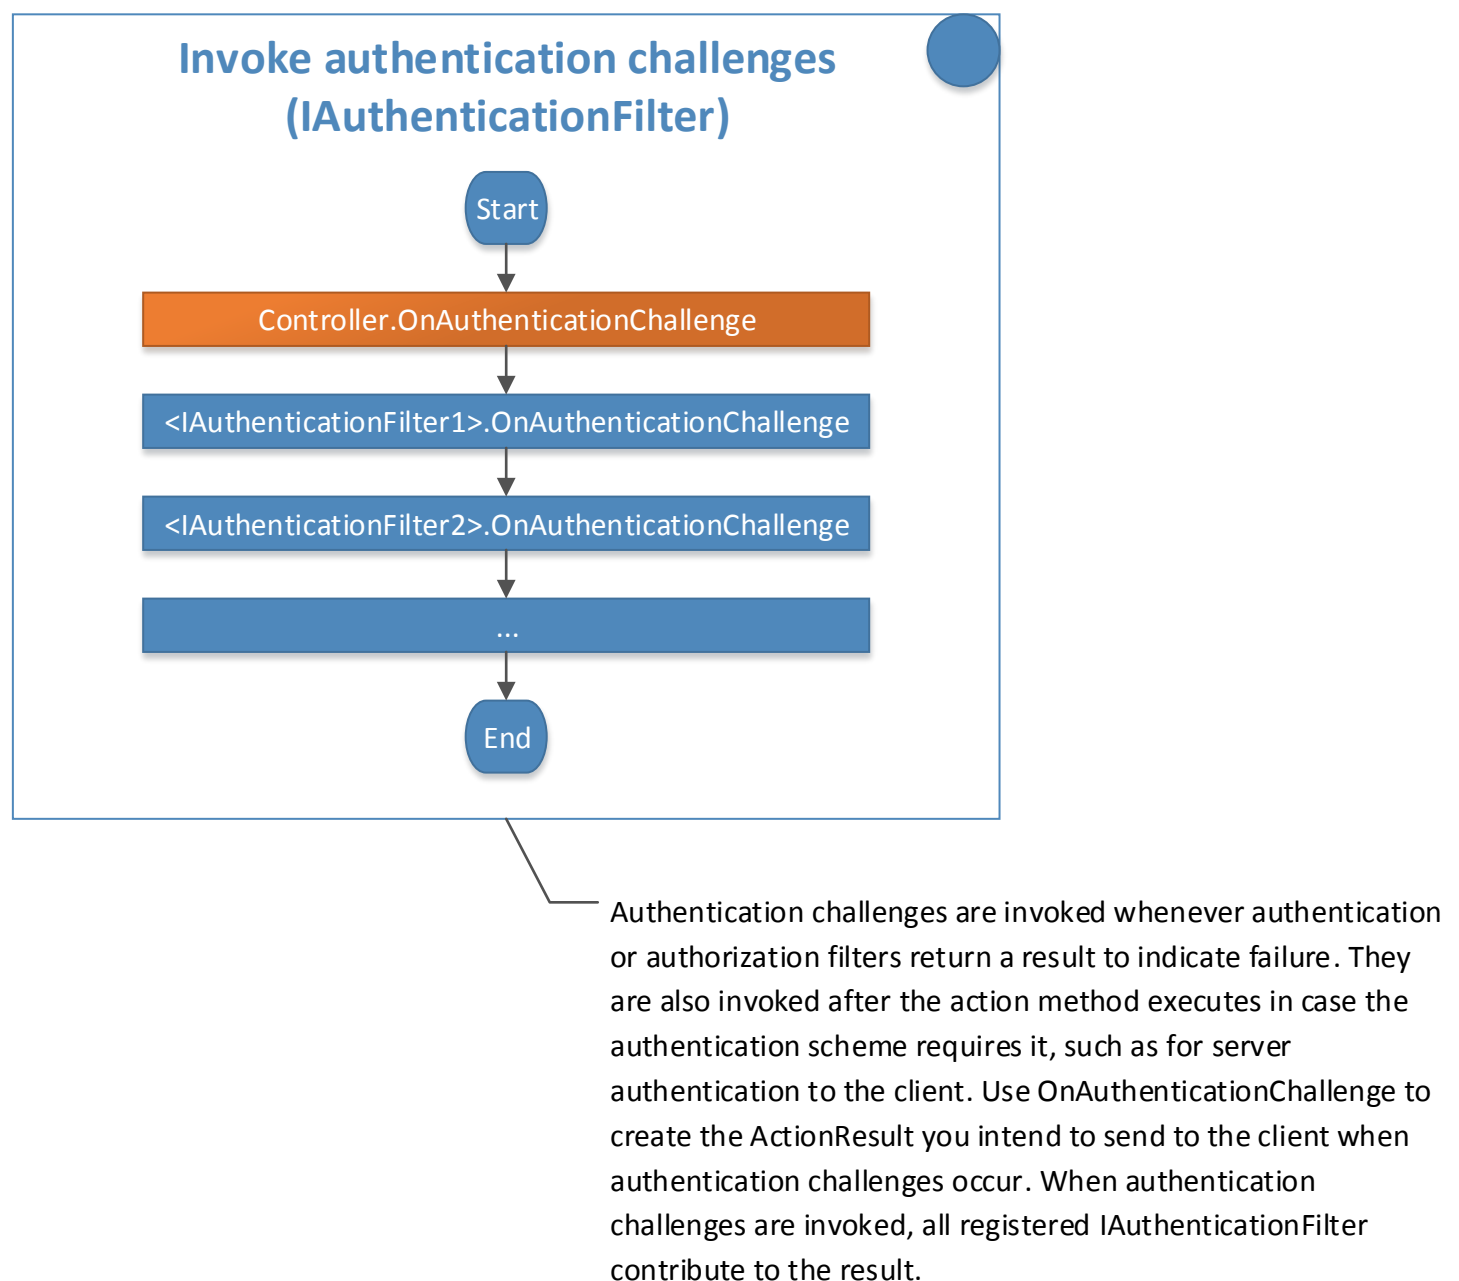 Invoke authentication challenges
(IAuthenticationFilter)
Start
Controller.OnAuthenticationChallenge
<IAuthenticationFilter1>.OnAuthenticationChallenge
<IAuthenticationFilter2>.OnAuthenticationChallenge
...
End
Authentication challenges are invoked whenever authentication
or authorization filters return a result to indicate failure. They
are also invoked after the action method executes in case the
authentication scheme requires it, such as for server
authentication to the client. Use OnAuthenticationChallenge to
create the ActionResult you intend to send to the client when
authentication challenges occur. When authentication
challenges are invoked, all registered IAuthenticationFilter
contribute to the result.